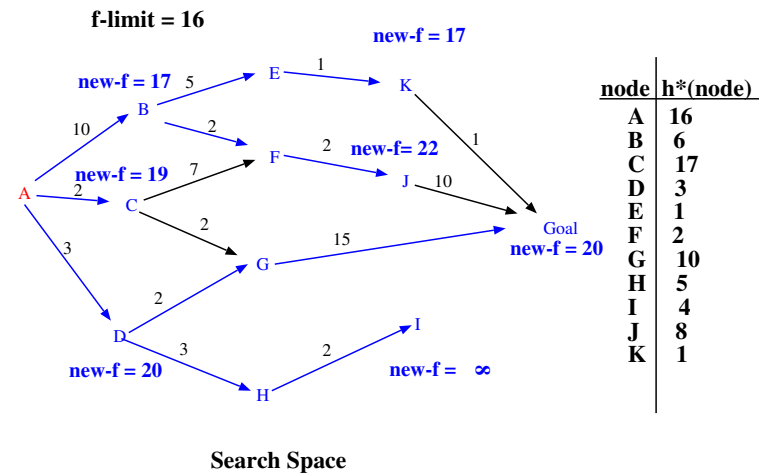 f-limit = 16
new-f = 17
new-f = 17
E
1
K
5
B
10
2
1
F
2
new-f= 22
J
10
7
new-f = 19
A
2
C
2
Goal
new-f = 20
15
G
3
2
D
3
new-f = 20
H
2
I
new-f = ∞
node h*(node)
A 16
B 6
C 17
D 3
E 1
F 2
G 10
H 5
I 4
J 8
K 1
Search Space